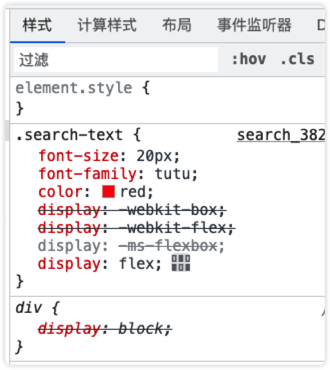 样式 计算样式 布局 事件监听器
过滤 :hov .cls
element.style {
}
.search-text { search_382
font-size: 20px;
font-family: tutu;
color: red;
display: -webkit-box;
display: -webkit-flex;
display: -ms-flexbox;
display: flex;
}
div {
display: block;
}